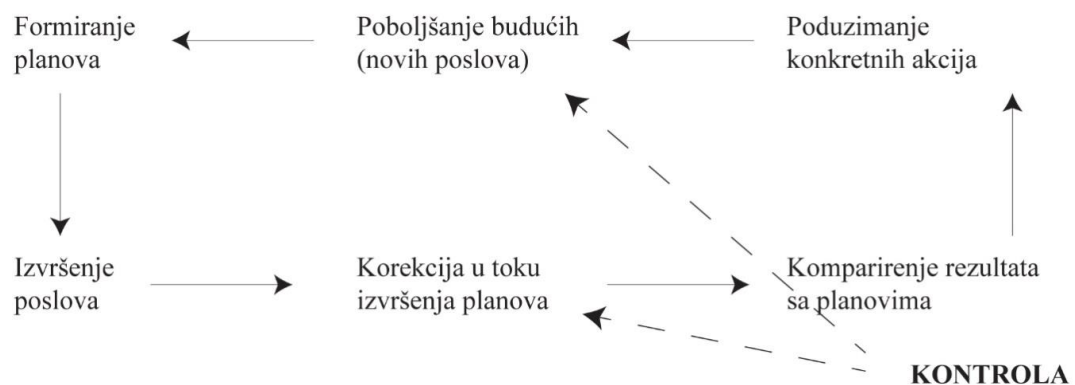 Formiranje
planova
Poboljšanje budućih
(novih poslova)
Poduzimanje
konkretnih akcija
Izvršenje
poslova
Korekcija u toku
izvršenja planova
Komparirenje rezultata
sa planovima
KONTROLA